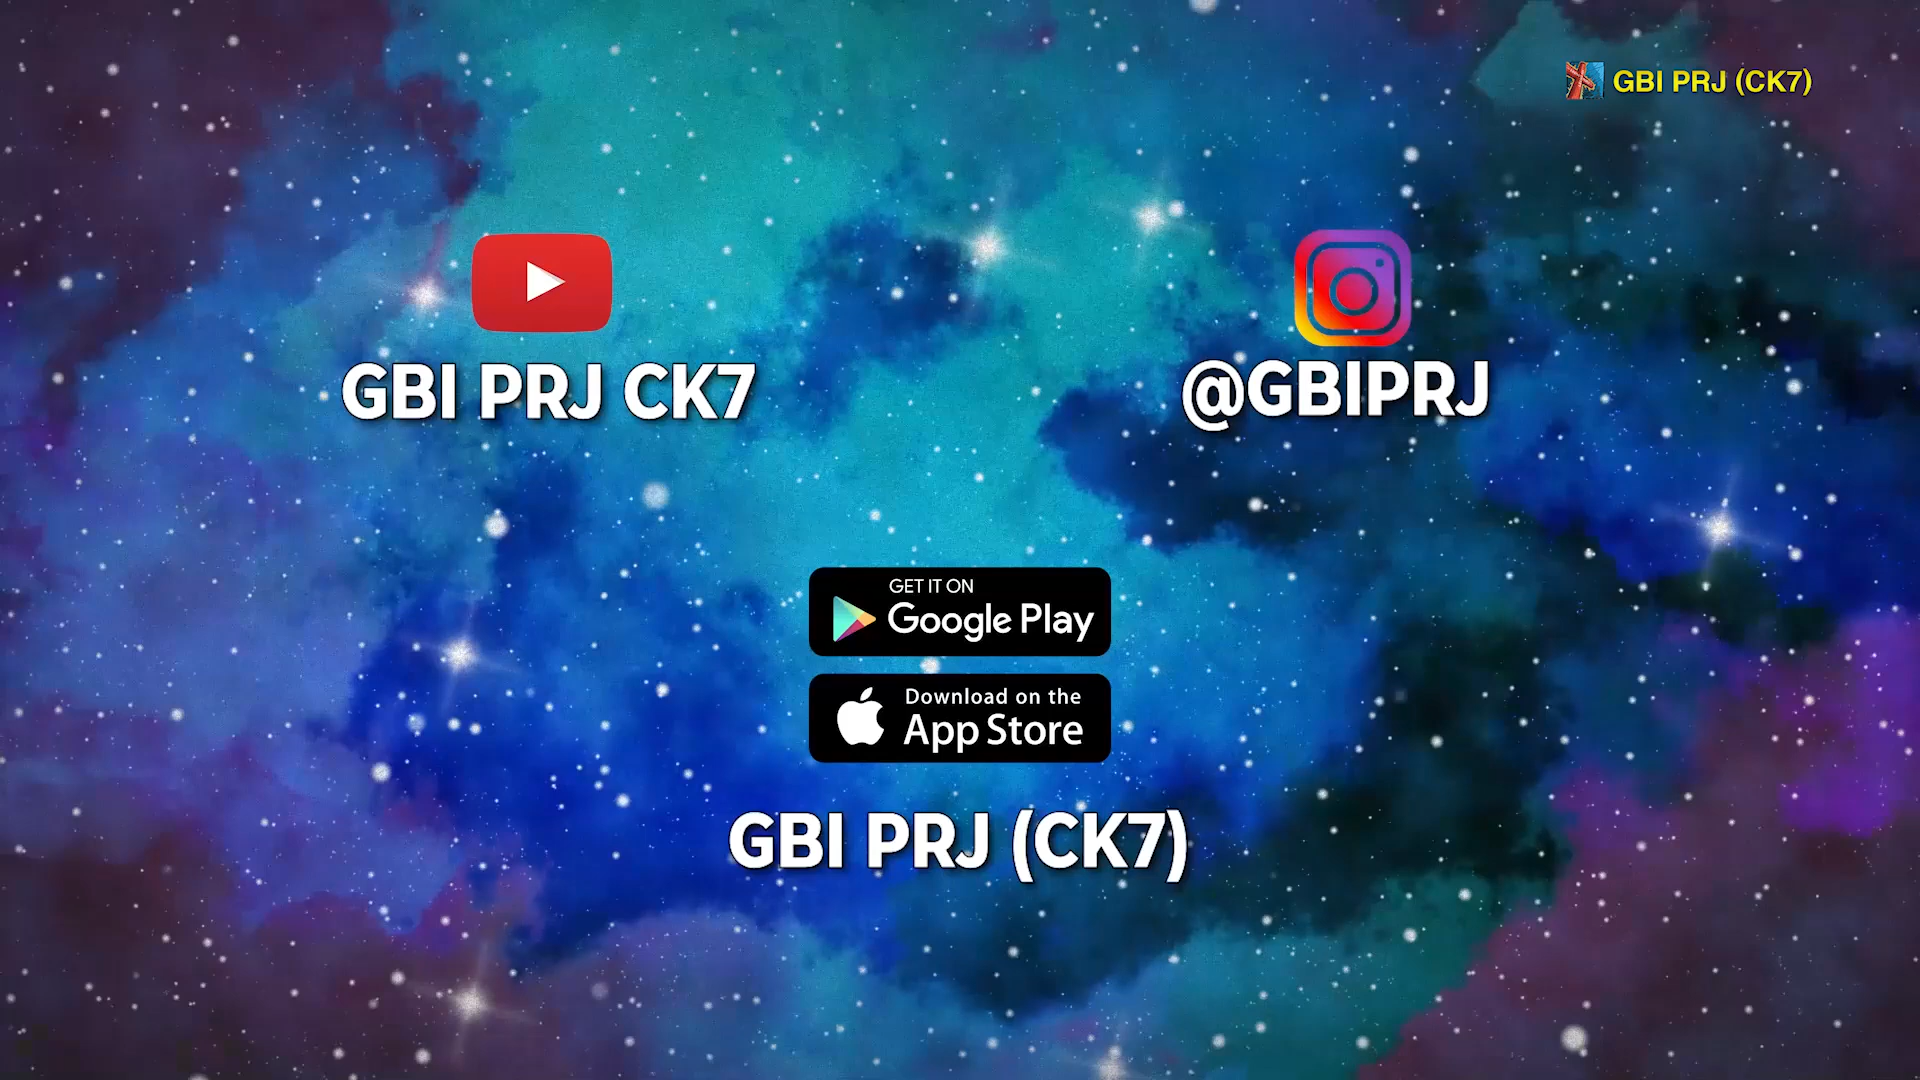 GBI PRJ (CK7)
GBI PRJ CK7
@GBIPRJ
GET IT ON
Google Play
Download on the
App Store
GBI PRJ (CK7)